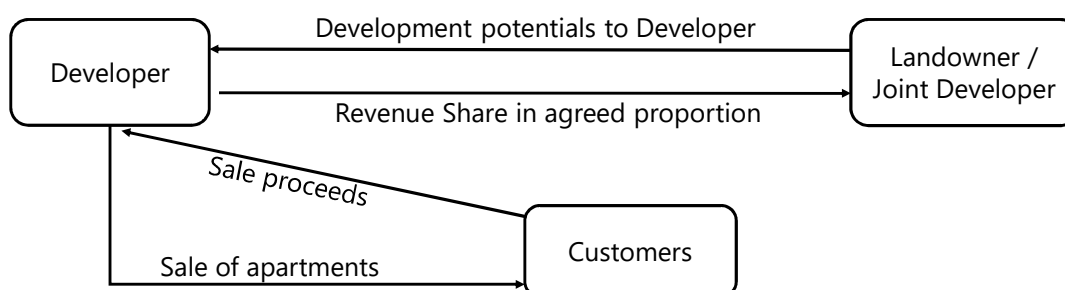 Development potentials to Developer
Developer
Landowner /
Joint Developer
Revenue Share in agreed proportion
Sale proceeds
Customers
Sale of apartments